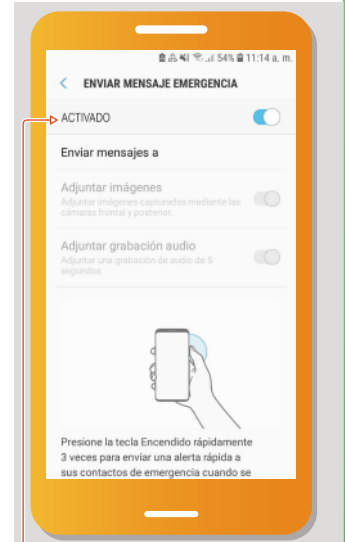 54% 11:14 a. m.
ENVIAR MENSAJE EMERGENCIA
ACTIVADO
Enviar mensajes a
Adjuntar imágenes
Adjuntar imégenes capturados mediante las
cámaras frontal y posterior.
Adjuntar grabación audio
Adjuntar una grabación de audio de 5
segundos.
Presione la tecla Encendido rápidamente
3 veces para enviar una alerta rápida a
sus contactos de emergencia cuando se